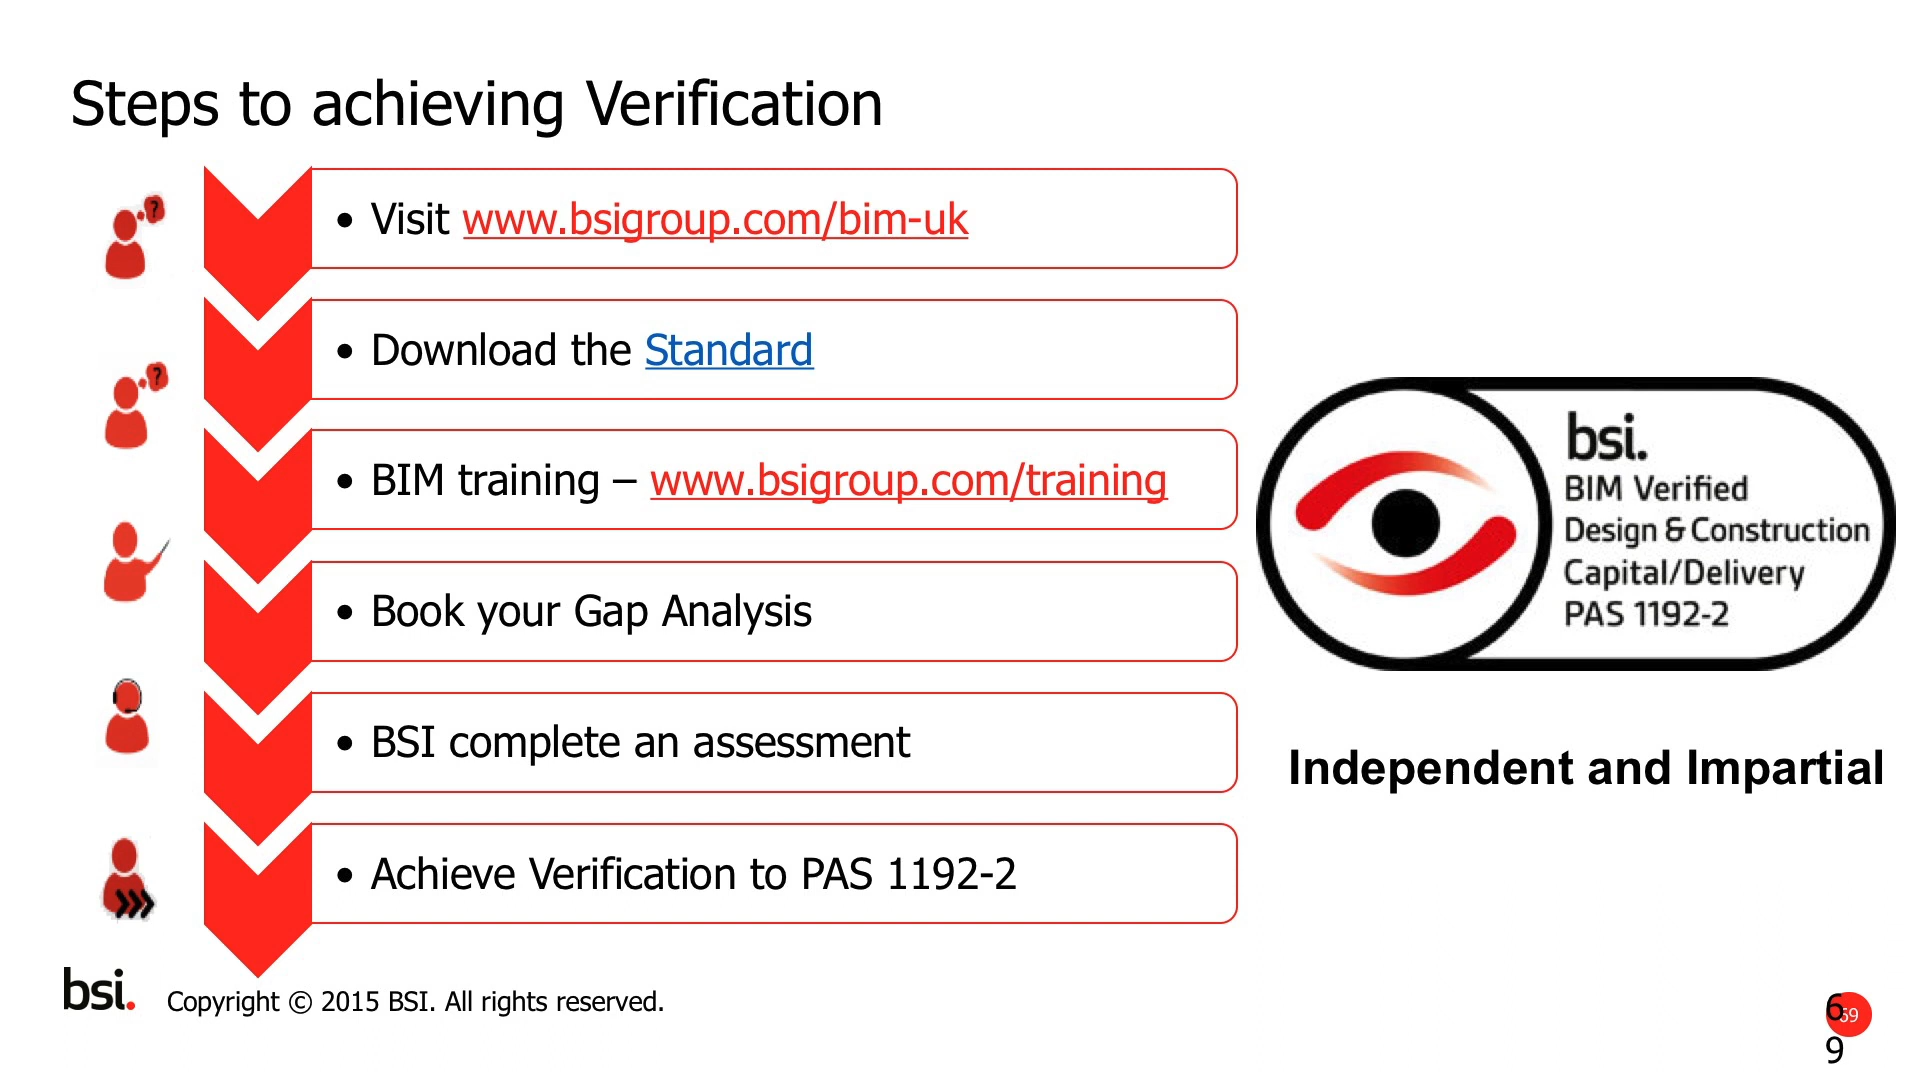 Steps to achieving Verification
? • Visit www.bsigroup.com/bim-uk
? • Download the Standard
• BIM training – www.bsigroup.com/training
• Book your Gap Analysis
• BSI complete an assessment
• Achieve Verification to PAS 1192-2
bsi.
BIM Verified
Design & Construction
Capital/Delivery
PAS 1192-2
Independent and Impartial
bsi. Copyright © 2015 BSI. All rights reserved.
69
6
9